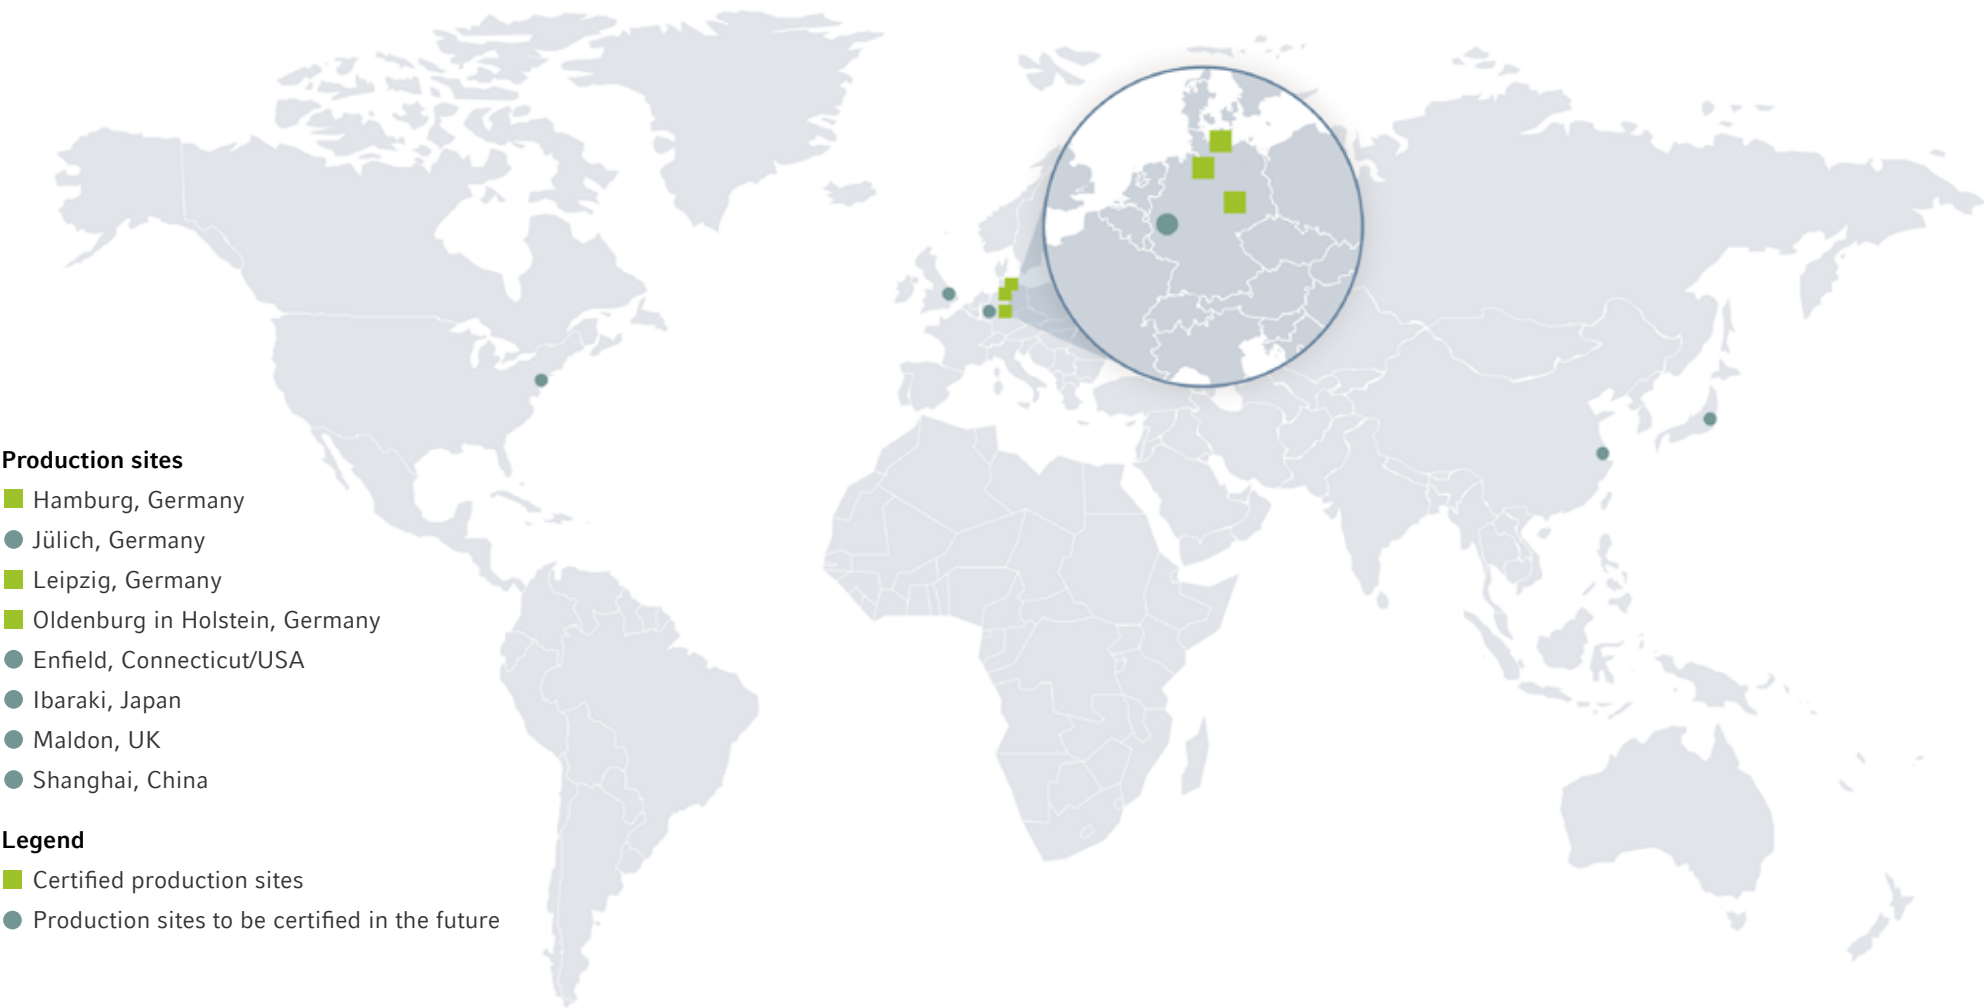 Production sites
Hamburg, Germany
Jülich, Germany
Leipzig, Germany
Oldenburg in Holstein, Germany
Enfield, Connecticut/USA
Ibaraki, Japan
Maldon, UK
Shanghai, China
Legend
Certified production sites
Production sites to be certified in the future